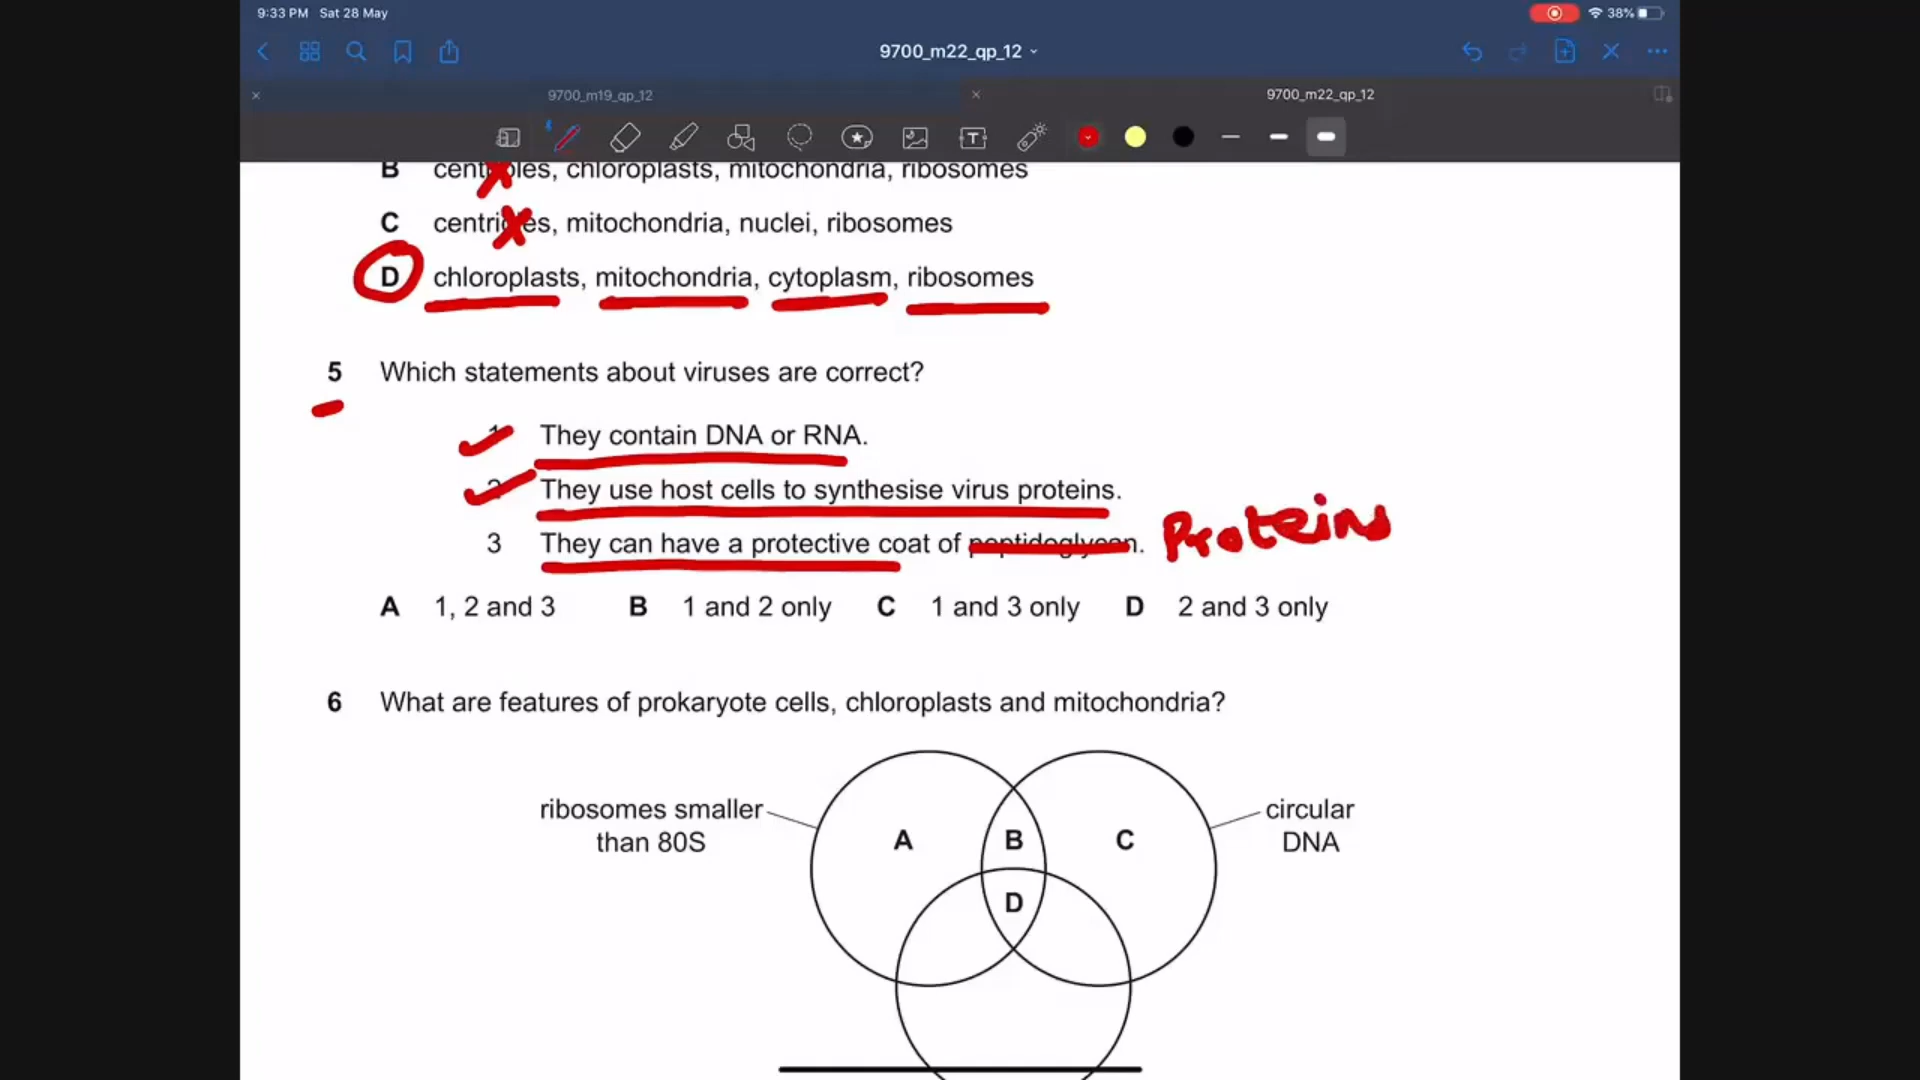 9:33 PM Sat 28 May
38%
9700_m22_qp_12
9700_m19_qp_12
9700_m22_qp_12
B centrioles, chloroplasts, mitochondria, ribosomes
C centrioles, mitochondria, nuclei, ribosomes
D chloroplasts, mitochondria, cytoplasm, ribosomes
5 Which statements about viruses are correct?
1 They contain DNA or RNA.
2 They use host cells to synthesise virus proteins.
3 They can have a protective coat of peptidoglycan. Proteins
A 1, 2 and 3 B 1 and 2 only C 1 and 3 only D 2 and 3 only
6 What are features of prokaryote cells, chloroplasts and mitochondria?
ribosomes smaller
than 80S
circular
DNA
A B C
D